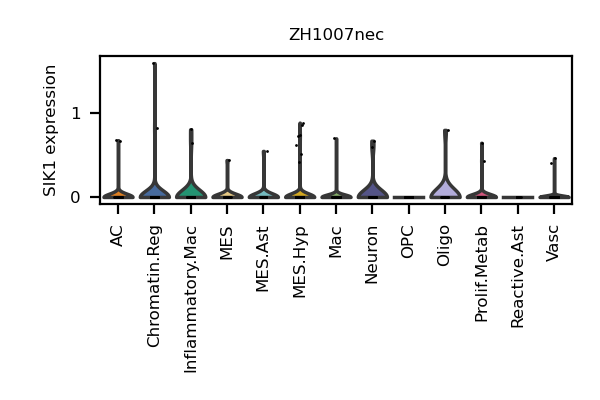 ZH1007nec
SIK1 expression
1
0
AC
Chromatin.Reg
Inflammatory.Mac
MES
MES.Ast
MES.Hyp
Mac
Neuron
OPC
Oligo
Prolif.Metab
Reactive.Ast
Vasc